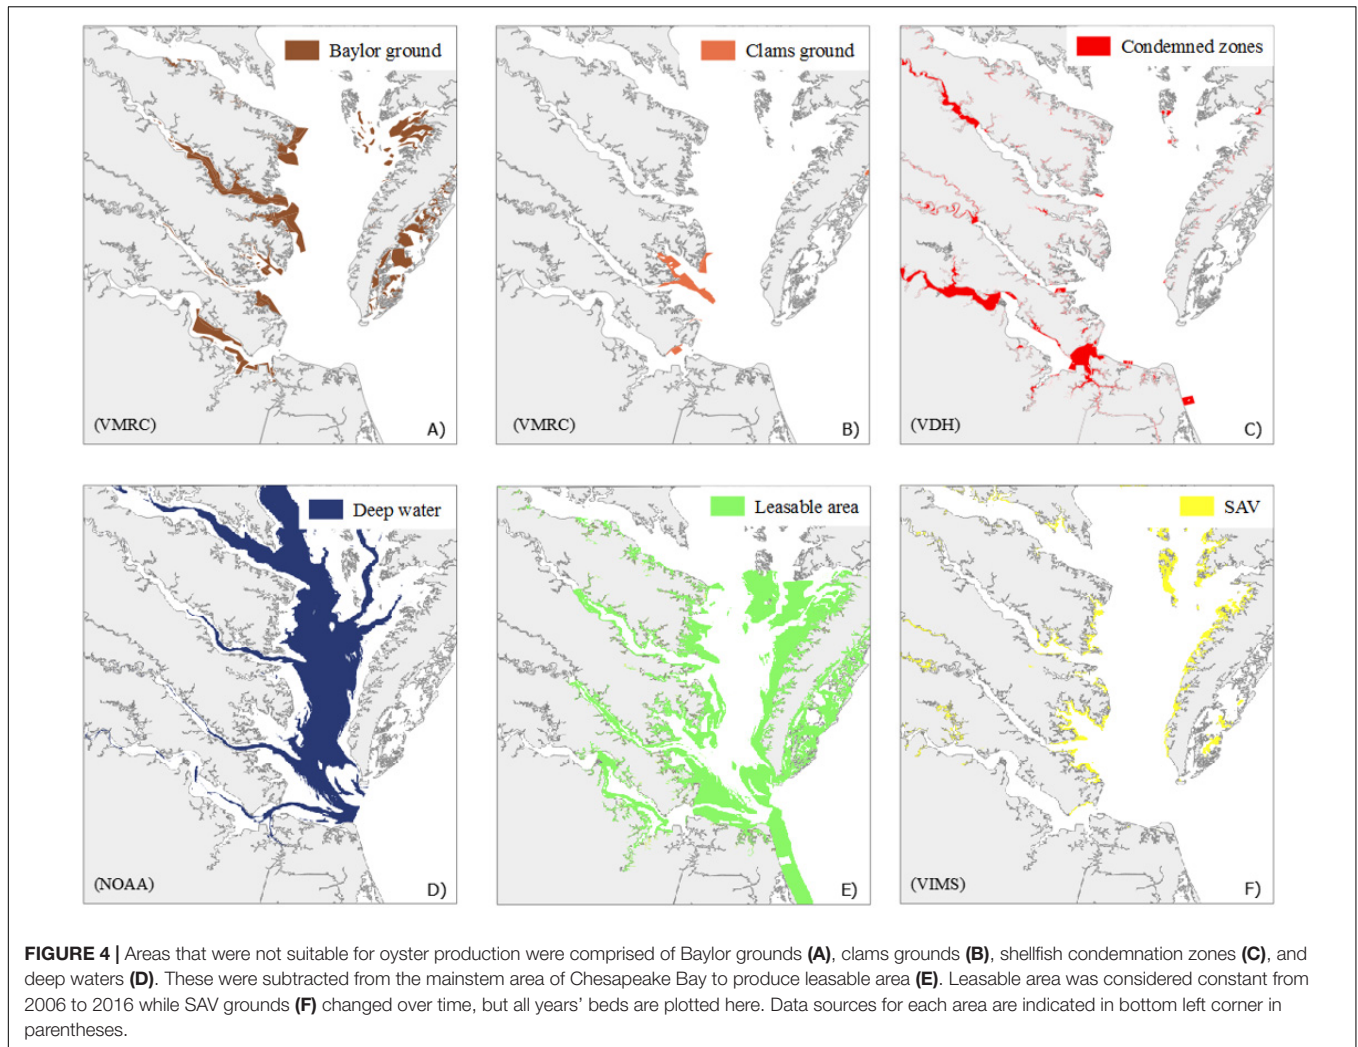 Baylor ground
(VMRC)
A)
Clams ground
(VMRC)
B)
Condemned zones
(VDH)
C)
Deep water
(NOAA)
D)
Leasable area
E)
SAV
(VIMS)
F)
FIGURE 4 | Areas that were not suitable for oyster production were comprised of Baylor grounds (A), clams grounds (B), shellfish condemnation zones (C), and
deep waters (D). These were subtracted from the mainstem area of Chesapeake Bay to produce leasable area (E). Leasable area was considered constant from
2006 to 2016 while SAV grounds (F) changed over time, but all years’ beds are plotted here. Data sources for each area are indicated in bottom left corner in
parentheses.